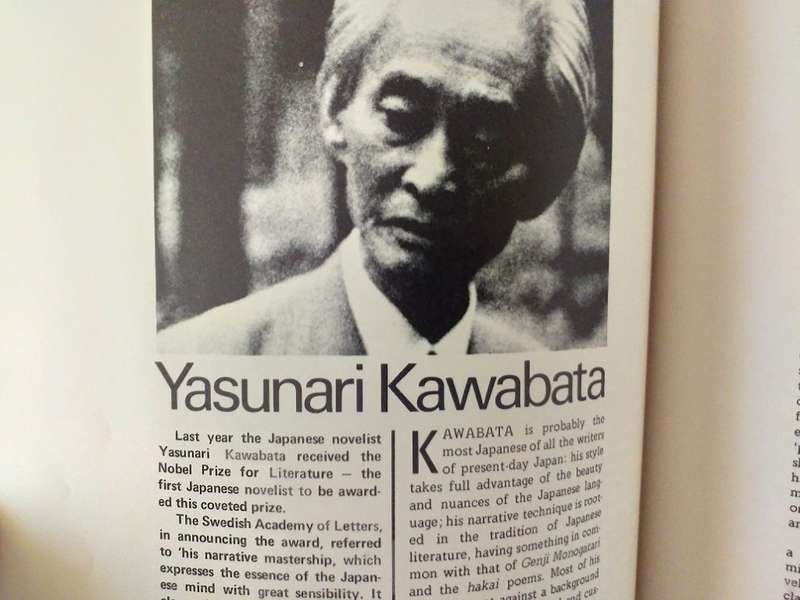 Yasunari Kawabata
Last year the Japanese novelist
Yasunari Kawabata received the
Nobel Prize for Literature — the
first Japanese novelist to be award-
ed this coveted prize.
The Swedish Academy of Letters,
in announcing the award, referred
to 'his narrative mastership, which
expresses the essence of the Japan-
ese mind with great sensibility. It
KAWABATA is probably the
most Japanese of all the writers
of present-day Japan: his style
takes full advantage of the beauty
and nuances of the Japanese lang-
uage; his narrative technique is root-
ed in the tradition of Japanese
literature, having something in com-
mon with that of Genji Monogatari
and the hakai poems. Most of his
against a background
and cus-